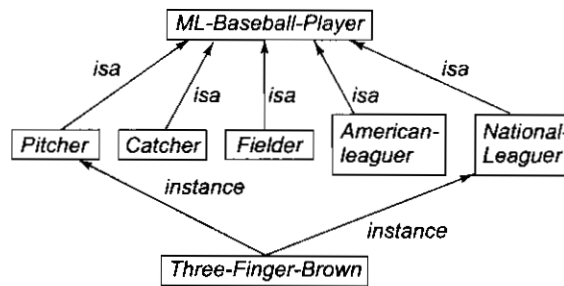 ML-Baseball-Player
isa
isa
isa
isa
isa
Pitcher
Catcher
Fielder
American-
leaguer
National-
Leaguer
instance
instance
Three-Finger-Brown